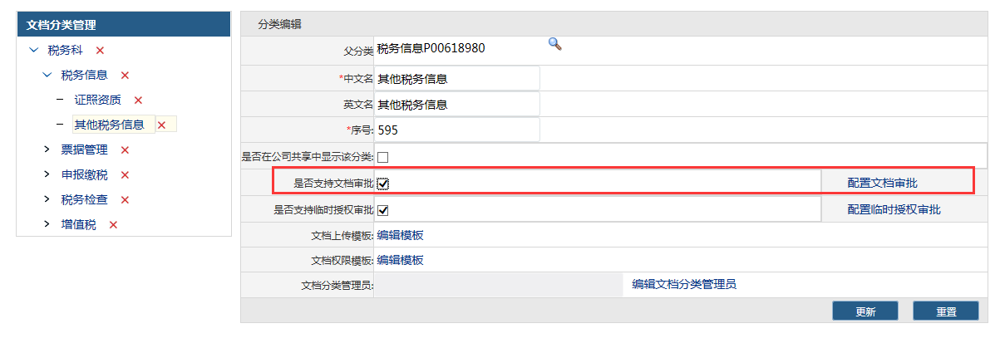 文档分类管理
税务科
税务信息
证照资质
其他税务信息
票据管理
申报缴税
税务检查
增值税
分类编辑
父分类 税务信息P00618980
*中文名 其他税务信息
英文名 其他税务信息
*序号: 595
是否在公司共享中显示该分类:
是否支持文档审批 配置文档审批
是否支持临时授权审批 配置临时授权审批
文档上传模板: 编辑模板
文档权限模板: 编辑模板
文档分类管理员: 编辑文档分类管理员
更新 重置